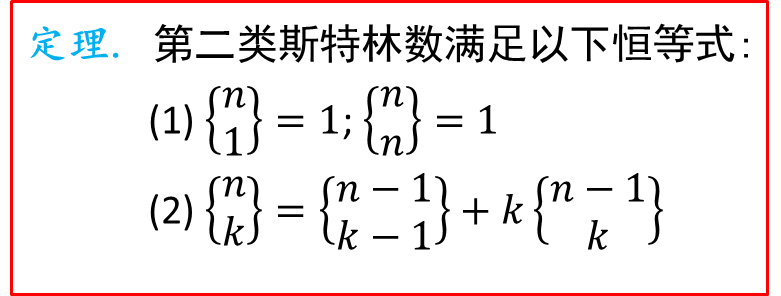 定理. 第二类斯特林数满足以下恒等式:
(1) {n 1} = 1; {n n} = 1
(2) {n k} = {n − 1 k − 1} + k {n − 1 k}